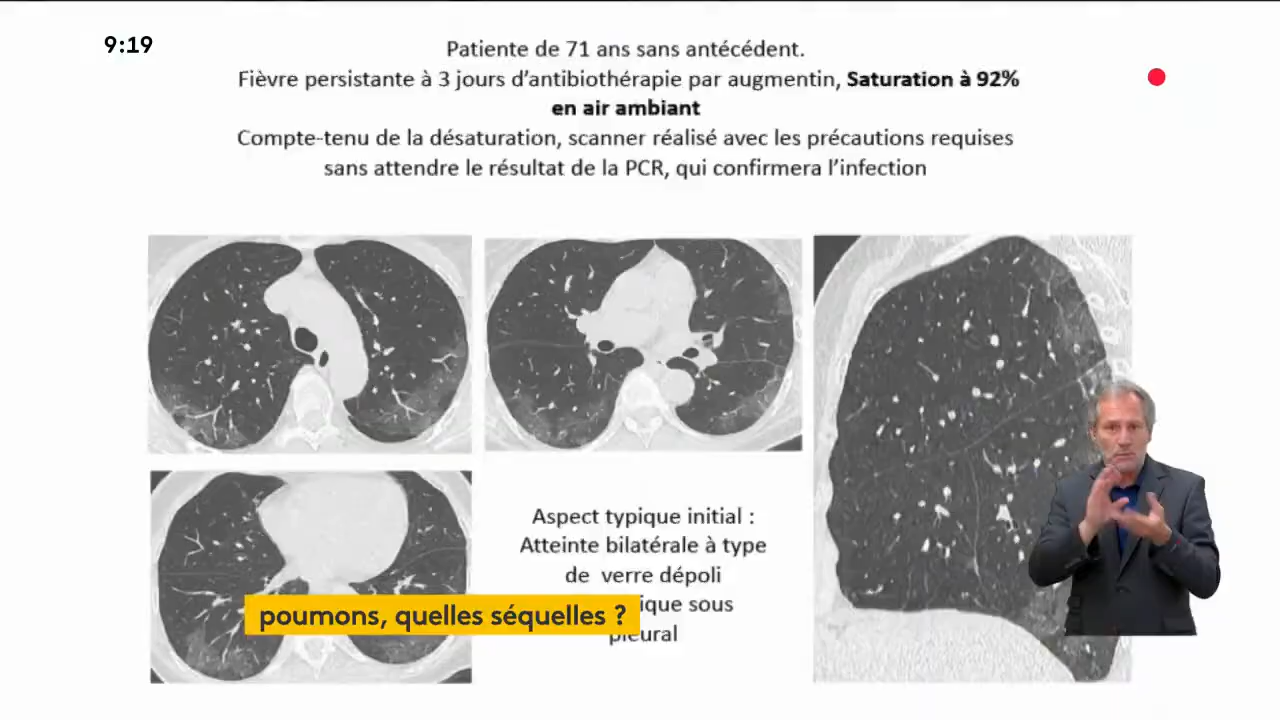 9:19
Patiente de 71 ans sans antécédent.
Fièvre persistante à 3 jours d’antibiothérapie par augmentin, Saturation à 92%
en air ambiant
Compte-tenu de la désaturation, scanner réalisé avec les précautions requises
sans attendre le résultat de la PCR, qui confirmera l’infection
Aspect typique initial :
Atteinte bilatérale à type
de verre dépoli
sous
pleural
poumons, quelles séquelles ?